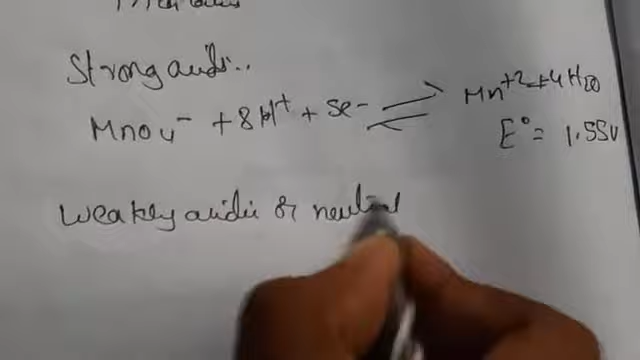 Strong acidic..
MnO4⁻ + 8H⁺ + 5e⁻ ⇌ Mn⁺² + 4H2O
E° = 1.55V
Weakly acidic or neutral